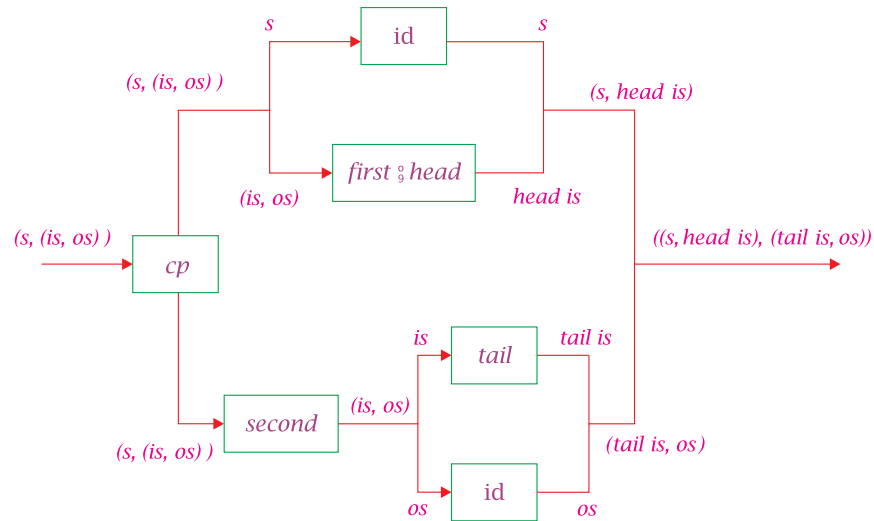 s
id
s
(s, (is, os) )
(s, head is)
first ⨟ head
(is, os)
head is
(s, (is, os) )
cp
((s, head is), (tail is, os))
is
tail
tail is
(is, os)
second
(s, (is, os) )
(tail is, os)
id
os
os